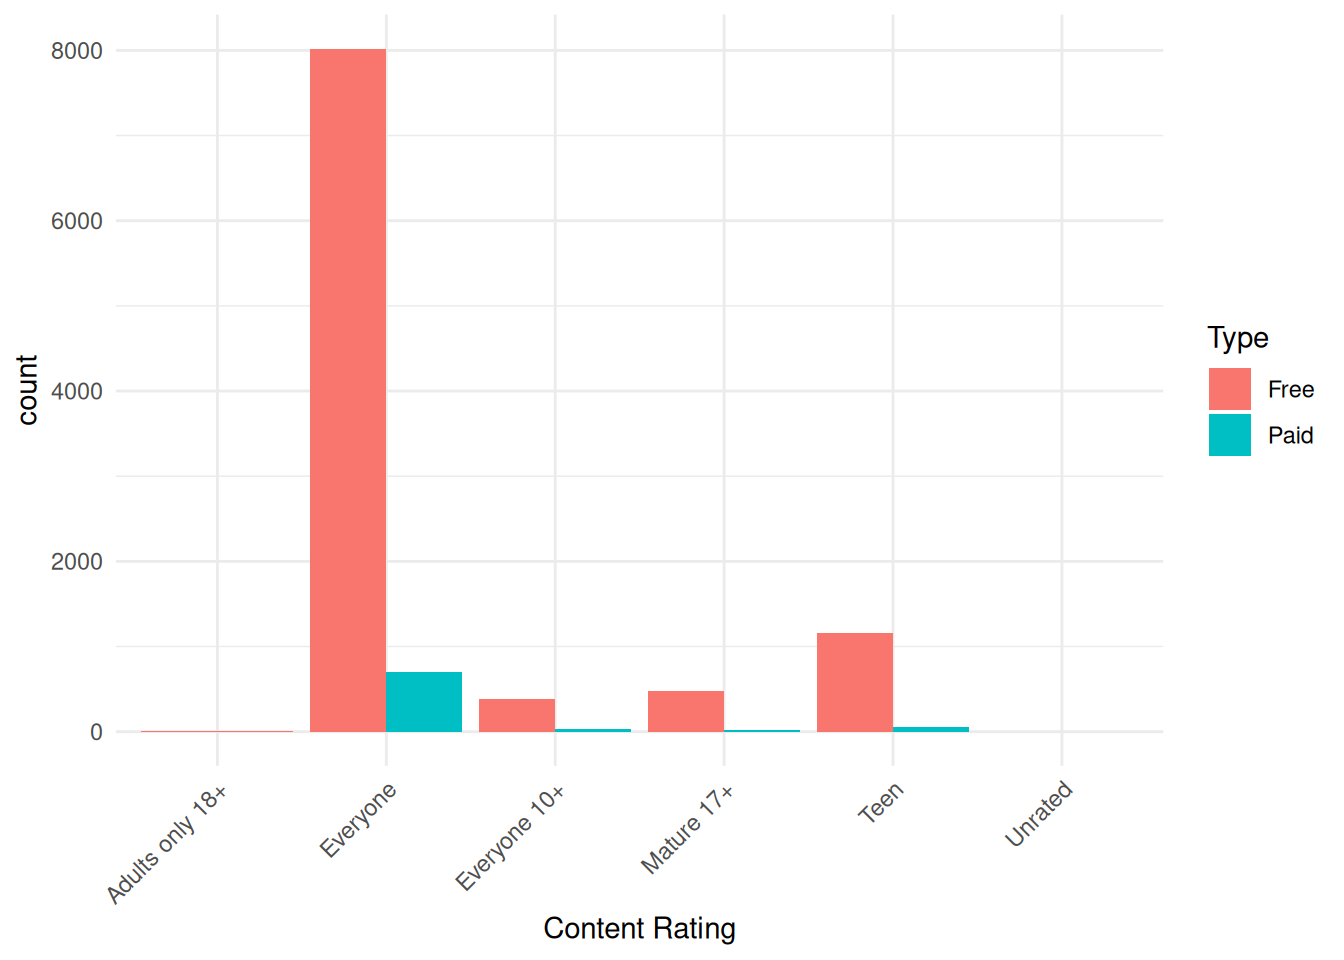 8000
6000
4000
2000
0
count
Adults only 18+
Everyone
Everyone 10+
Mature 17+
Teen
Unrated
Content Rating
Type
Free
Paid